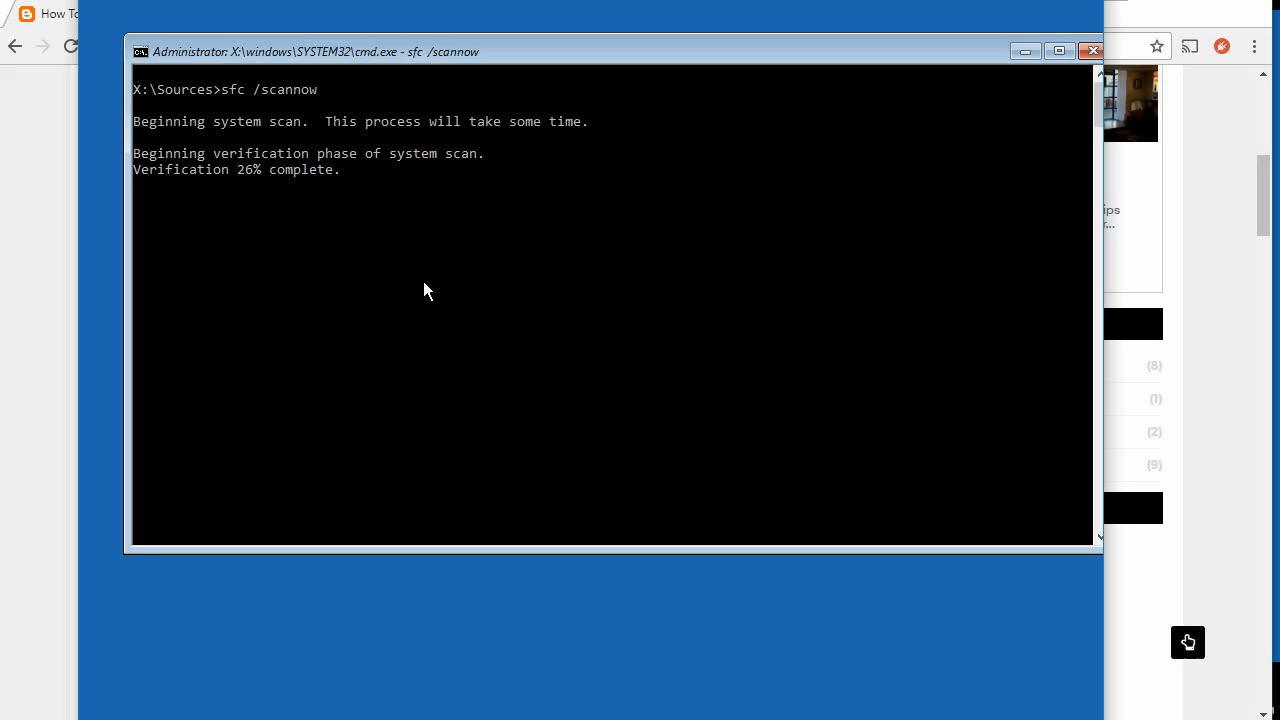 How To
Administrator: X:\windows\SYSTEM32\cmd.exe - sfc /scannow
X:\Sources>sfc /scannow
Beginning system scan.  This process will take some time.
Beginning verification phase of system scan.
Verification 26% complete.
ips
r...
(8)
(1)
(2)
(9)